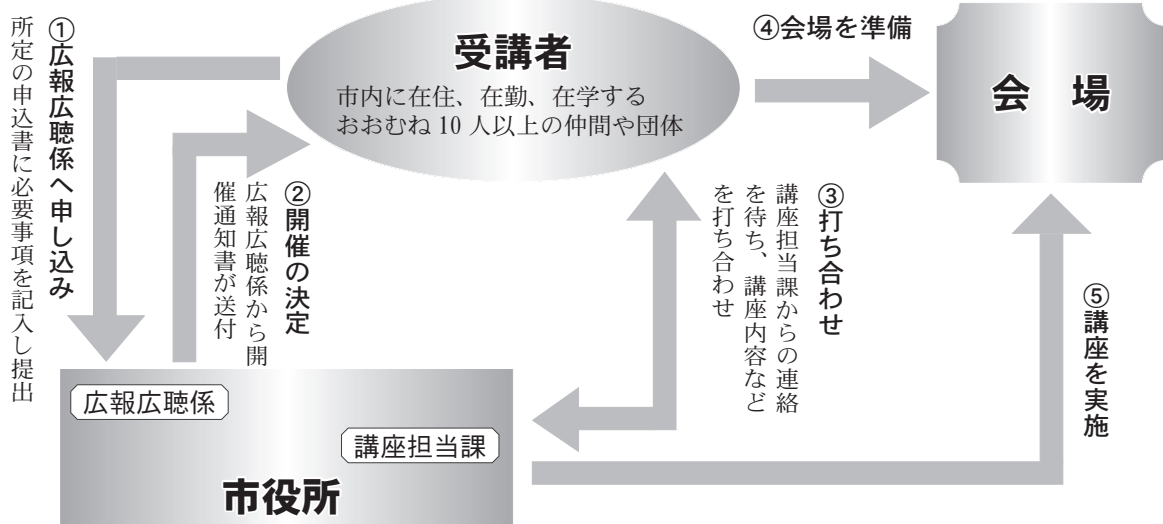 ①広報広聴係へ申し込み
所定の申込書に必要事項を記入し提出
受講者
市内に在住、在勤、在学する
おおむね 10 人以上の仲間や団体
②開催の決定
広報広聴係から開
催通知書が送付
③打ち合わせ
講座担当課からの連絡
を待ち、講座内容など
を打ち合わせ
④会場を準備
会場
⑤講座を実施
広報広聴係
講座担当課
市役所